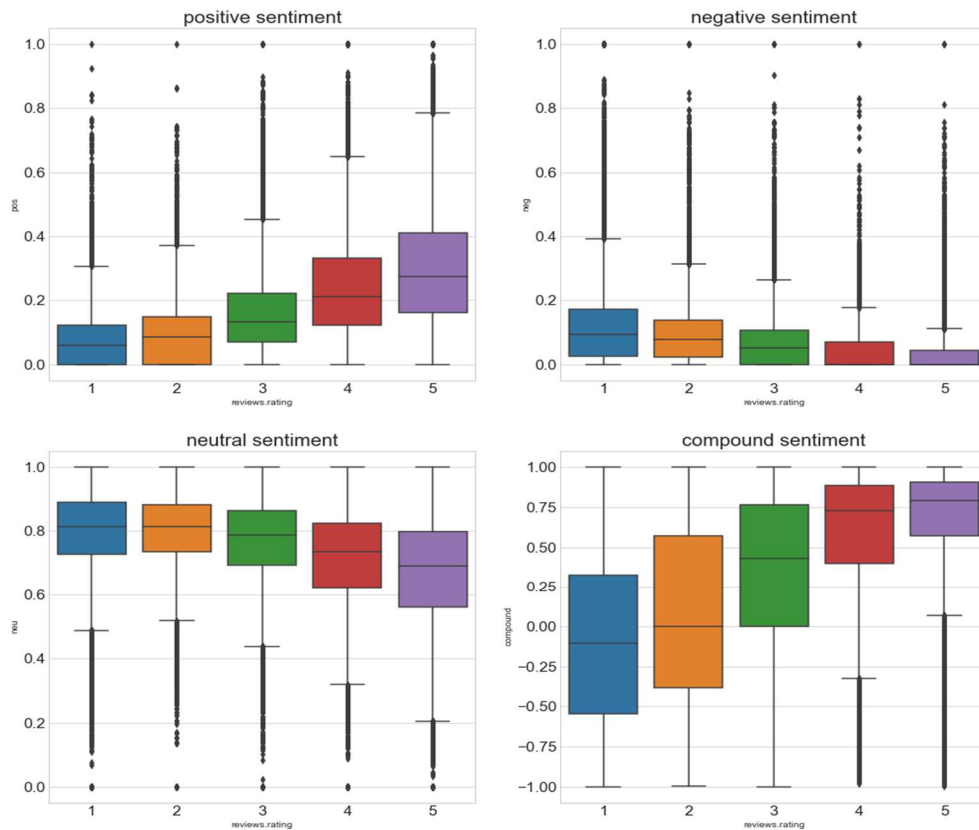 positive sentiment
1.0
0.8
0.6
0.4
0.2
0.0
pos
1 2 3 4 5
reviews.rating
negative sentiment
1.0
0.8
0.6
0.4
0.2
0.0
neg
1 2 3 4 5
reviews.rating
neutral sentiment
1.0
0.8
0.6
0.4
0.2
0.0
neu
1 2 3 4 5
reviews.rating
compound sentiment
1.00
0.75
0.50
0.25
0.00
−0.25
−0.50
−0.75
−1.00
compound
1 2 3 4 5
reviews.rating